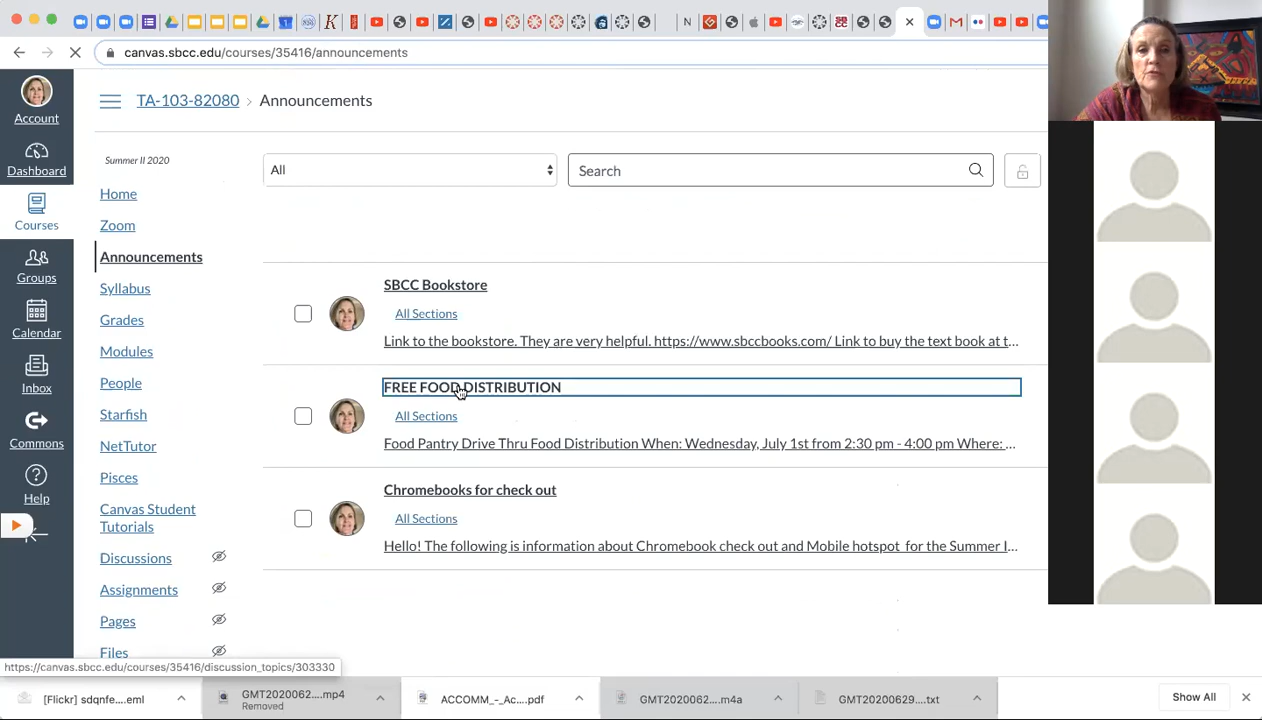 canvas.sbcc.edu/courses/35416/announcements
Account
Dashboard
Courses
Groups
Calendar
Inbox
Commons
Help
TA-103-82080 › Announcements
Summer II 2020
Home
Zoom
Announcements
Syllabus
Grades
Modules
People
Starfish
NetTutor
Pisces
Canvas Student
Tutorials
Discussions
Assignments
Pages
Files
All
Search
SBCC Bookstore
All Sections
Link to the bookstore. They are very helpful. https://www.sbccbooks.com/ Link to buy the text book at t...
FREE FOOD DISTRIBUTION
All Sections
Food Pantry Drive Thru Food Distribution When: Wednesday, July 1st from 2:30 pm - 4:00 pm Where: ...
Chromebooks for check out
All Sections
Hello! The following is information about Chromebook check out and Mobile hotspot for the Summer I...
https://canvas.sbcc.edu/courses/35416/discussion_topics/303330
[Flickr] sdqnfe....eml
GMT2020062....mp4
Removed
ACCOMM_-_Ac....pdf
GMT2020062....m4a
GMT20200629....txt
Show All